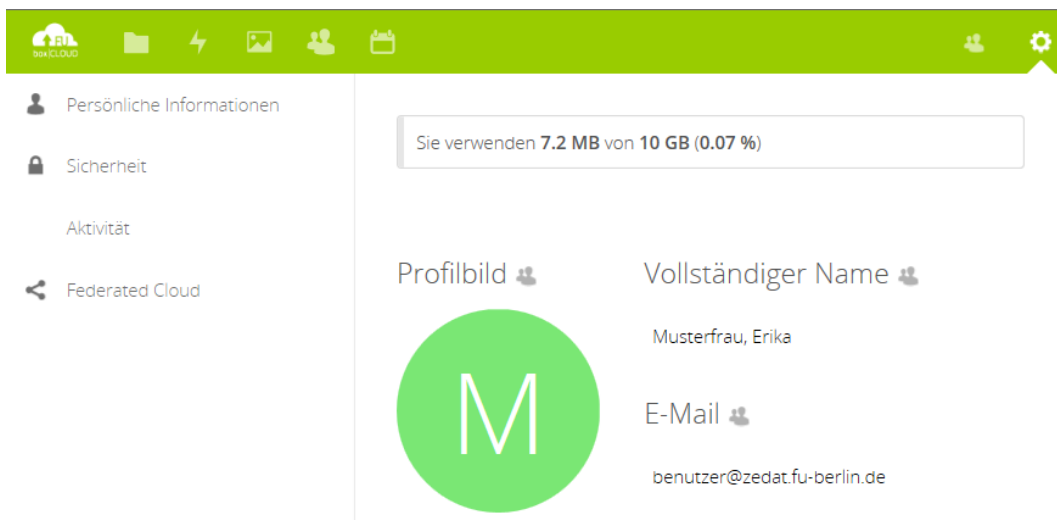 FU
box|CLOUD
Persönliche Informationen
Sicherheit
Aktivität
Federated Cloud
Sie verwenden 7.2 MB von 10 GB (0.07 %)
Profilbild
M
Vollständiger Name
Musterfrau, Erika
E-Mail
benutzer@zedat.fu-berlin.de